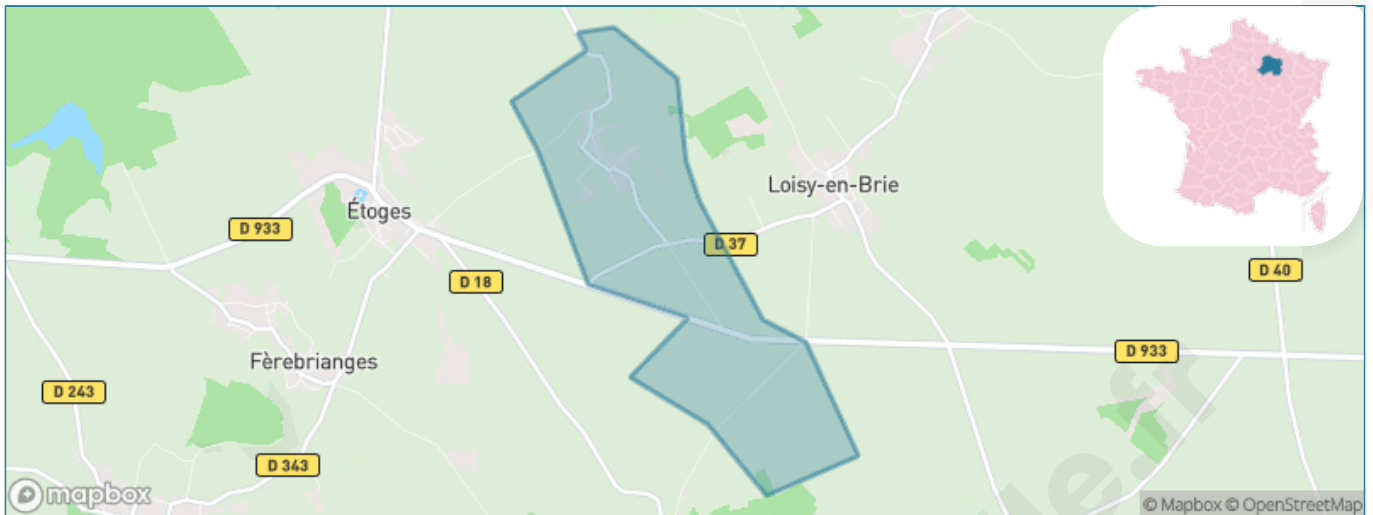 Loisy-en-Brie
Étoges
D 933
D 37
D 40
D 18
Fèrebrianges
D 933
D 243
D 343
mapbox
© Mapbox © OpenStreetMap